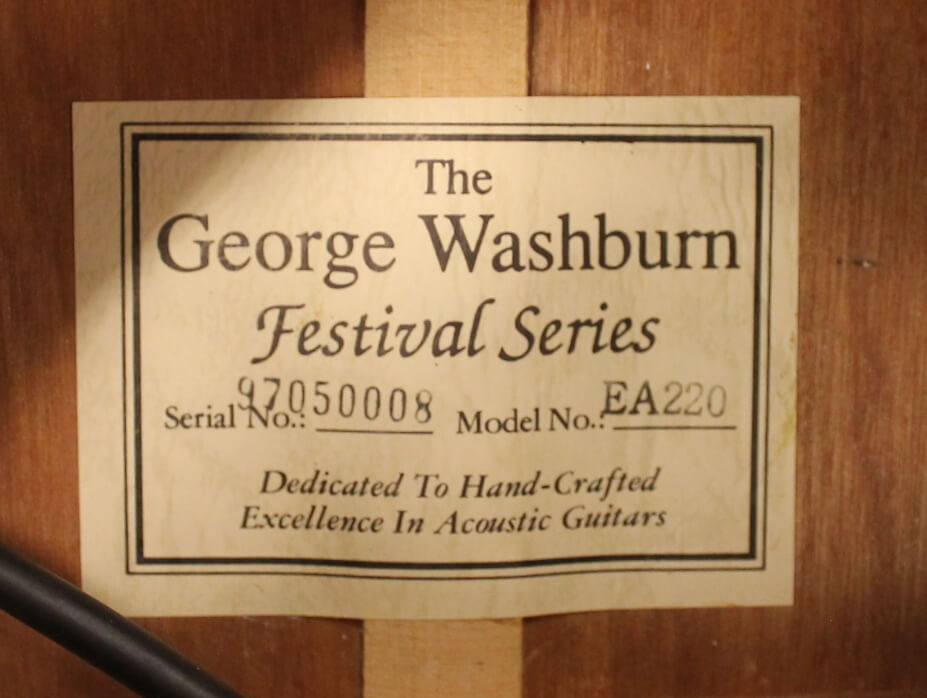 The
George Washburn
Festival Series
Serial No.: 97050008 Model No.: EA220
Dedicated To Hand-Crafted
Excellence In Acoustic Guitars